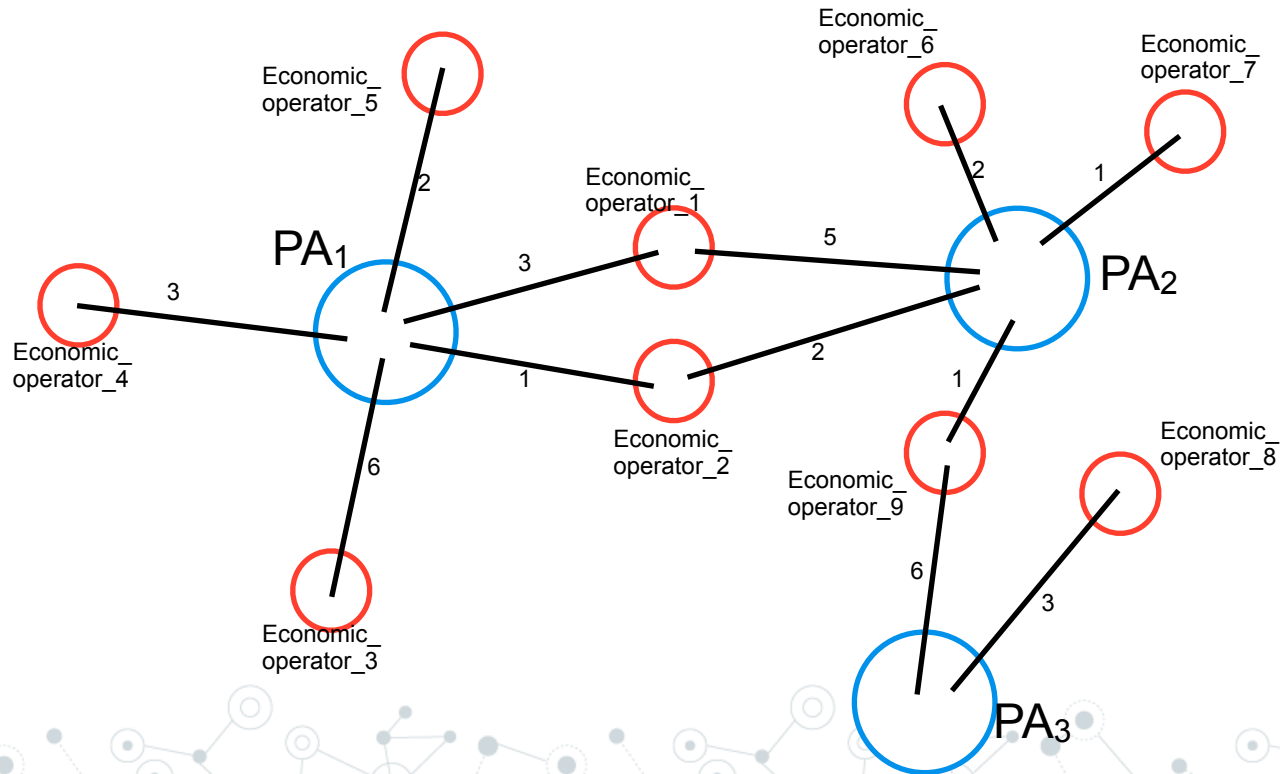 Economic_
operator_6
Economic_
operator_7
Economic_
operator_5
2
2
1
Economic_
operator_1
PA1
3
5
PA2
3
Economic_
operator_4
1
2
1
Economic_
operator_2
Economic_
operator_8
6
Economic_
operator_9
6
3
Economic_
operator_3
PA3